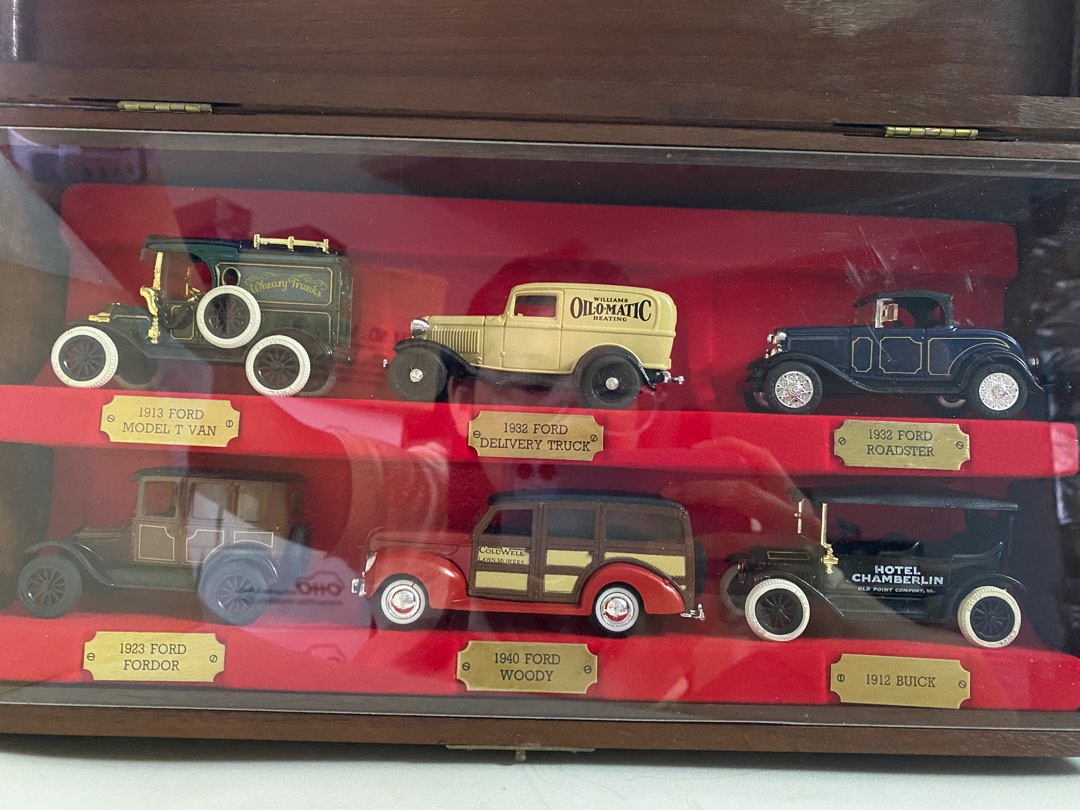 Wheary Trunks
WILLIAMS
OIL-O-MATIC
HEATING
1913 FORD
MODEL T VAN
1932 FORD
DELIVERY TRUCK
1932 FORD
ROADSTER
COLDWELL
LAWN MOWERS
HOTEL
CHAMBERLIN
OLD POINT COMFORT, VA.
1923 FORD
FORDOR
1940 FORD
WOODY
1912 BUICK